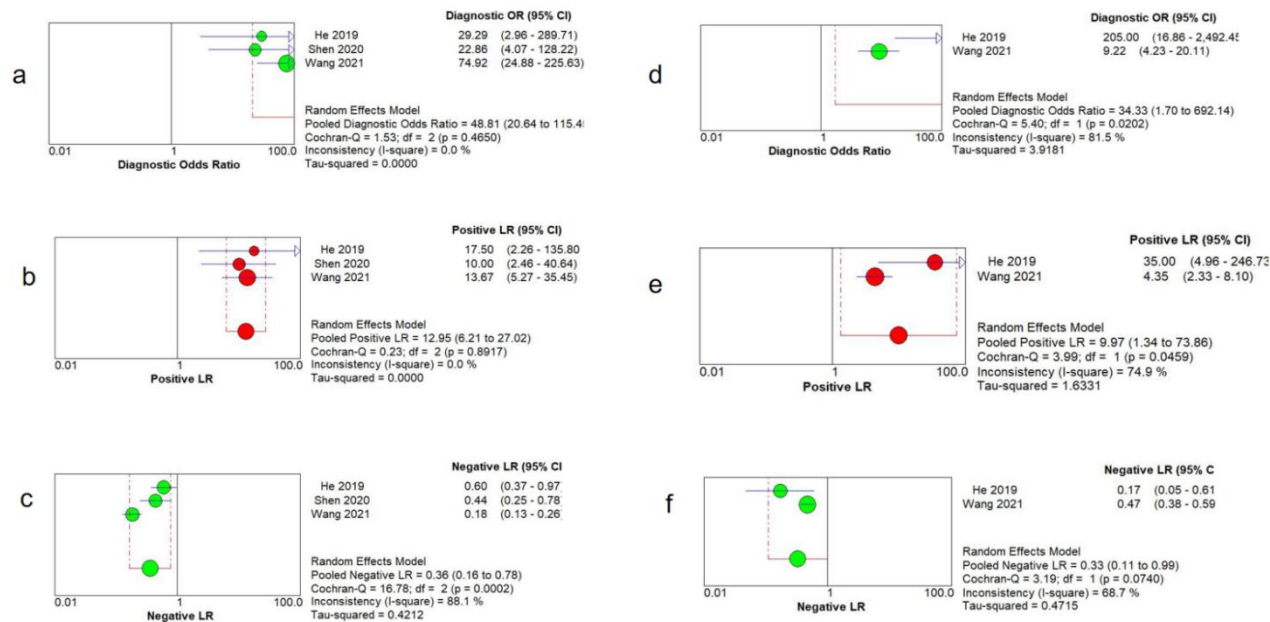 a
Diagnostic OR (95% CI)
He 2019 29.29 (2.96 - 289.71)
Shen 2020 22.86 (4.07 - 128.22)
Wang 2021 74.92 (24.88 - 225.63)
Random Effects Model
Pooled Diagnostic Odds Ratio = 48.81 (20.64 to 115.4
Cochran-Q = 1.53; df = 2 (p = 0.4650)
Inconsistency (I-square) = 0.0 %
Tau-squared = 0.0000
0.01 1 100.0
Diagnostic Odds Ratio
d
Diagnostic OR (95% CI)
He 2019 205.00 (16.86 - 2,492.45
Wang 2021 9.22 (4.23 - 20.11)
Random Effects Model
Pooled Diagnostic Odds Ratio = 34.33 (1.70 to 692.14)
Cochran-Q = 5.40; df = 1 (p = 0.0202)
Inconsistency (I-square) = 81.5 %
Tau-squared = 3.9181
0.01 1 100.0
Diagnostic Odds Ratio
b
Positive LR (95% CI)
He 2019 17.50 (2.26 - 135.80
Shen 2020 10.00 (2.46 - 40.64)
Wang 2021 13.67 (5.27 - 35.45)
Random Effects Model
Pooled Positive LR = 12.95 (6.21 to 27.02)
Cochran-Q = 0.23; df = 2 (p = 0.8917)
Inconsistency (I-square) = 0.0 %
Tau-squared = 0.0000
0.01 1 100.0
Positive LR
e
Positive LR (95% CI)
He 2019 35.00 (4.96 - 246.73
Wang 2021 4.35 (2.33 - 8.10)
Random Effects Model
Pooled Positive LR = 9.97 (1.34 to 73.86)
Cochran-Q = 3.99; df = 1 (p = 0.0459)
Inconsistency (I-square) = 74.9 %
Tau-squared = 1.6331
0.01 1 100.0
Positive LR
c
Negative LR (95% CI
He 2019 0.60 (0.37 - 0.97
Shen 2020 0.44 (0.25 - 0.78
Wang 2021 0.18 (0.13 - 0.26
Random Effects Model
Pooled Negative LR = 0.36 (0.16 to 0.78)
Cochran-Q = 16.78; df = 2 (p = 0.0002)
Inconsistency (I-square) = 88.1 %
Tau-squared = 0.4212
0.01 1 100.0
Negative LR
f
Negative LR (95% C
He 2019 0.17 (0.05 - 0.61
Wang 2021 0.47 (0.38 - 0.59
Random Effects Model
Pooled Negative LR = 0.33 (0.11 to 0.99)
Cochran-Q = 3.19; df = 1 (p = 0.0740)
Inconsistency (I-square) = 68.7 %
Tau-squared = 0.4715
0.01 1 100.0
Negative LR